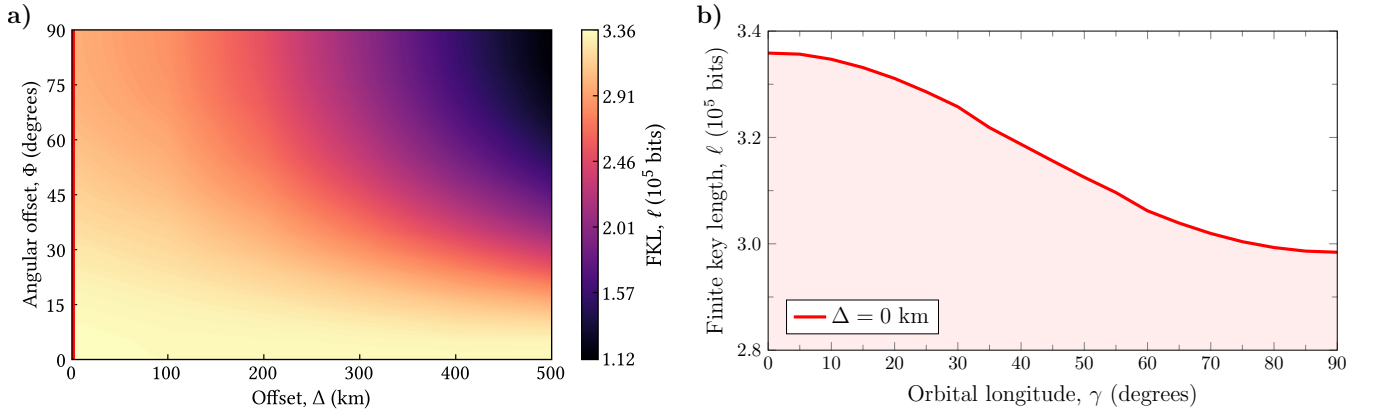 a)
90
75
60
45
30
15
0
Angular offset, Φ (degrees)
0 100 200 300 400 500
Offset, Δ (km)
3.36
2.91
2.46
2.01
1.57
1.12
FKL, ℓ (10⁵ bits)
b)
3.4
3.2
3.0
2.8
Finite key length, ℓ (10⁵ bits)
Δ = 0 km
0 10 20 30 40 50 60 70 80 90
Orbital longitude, γ (degrees)